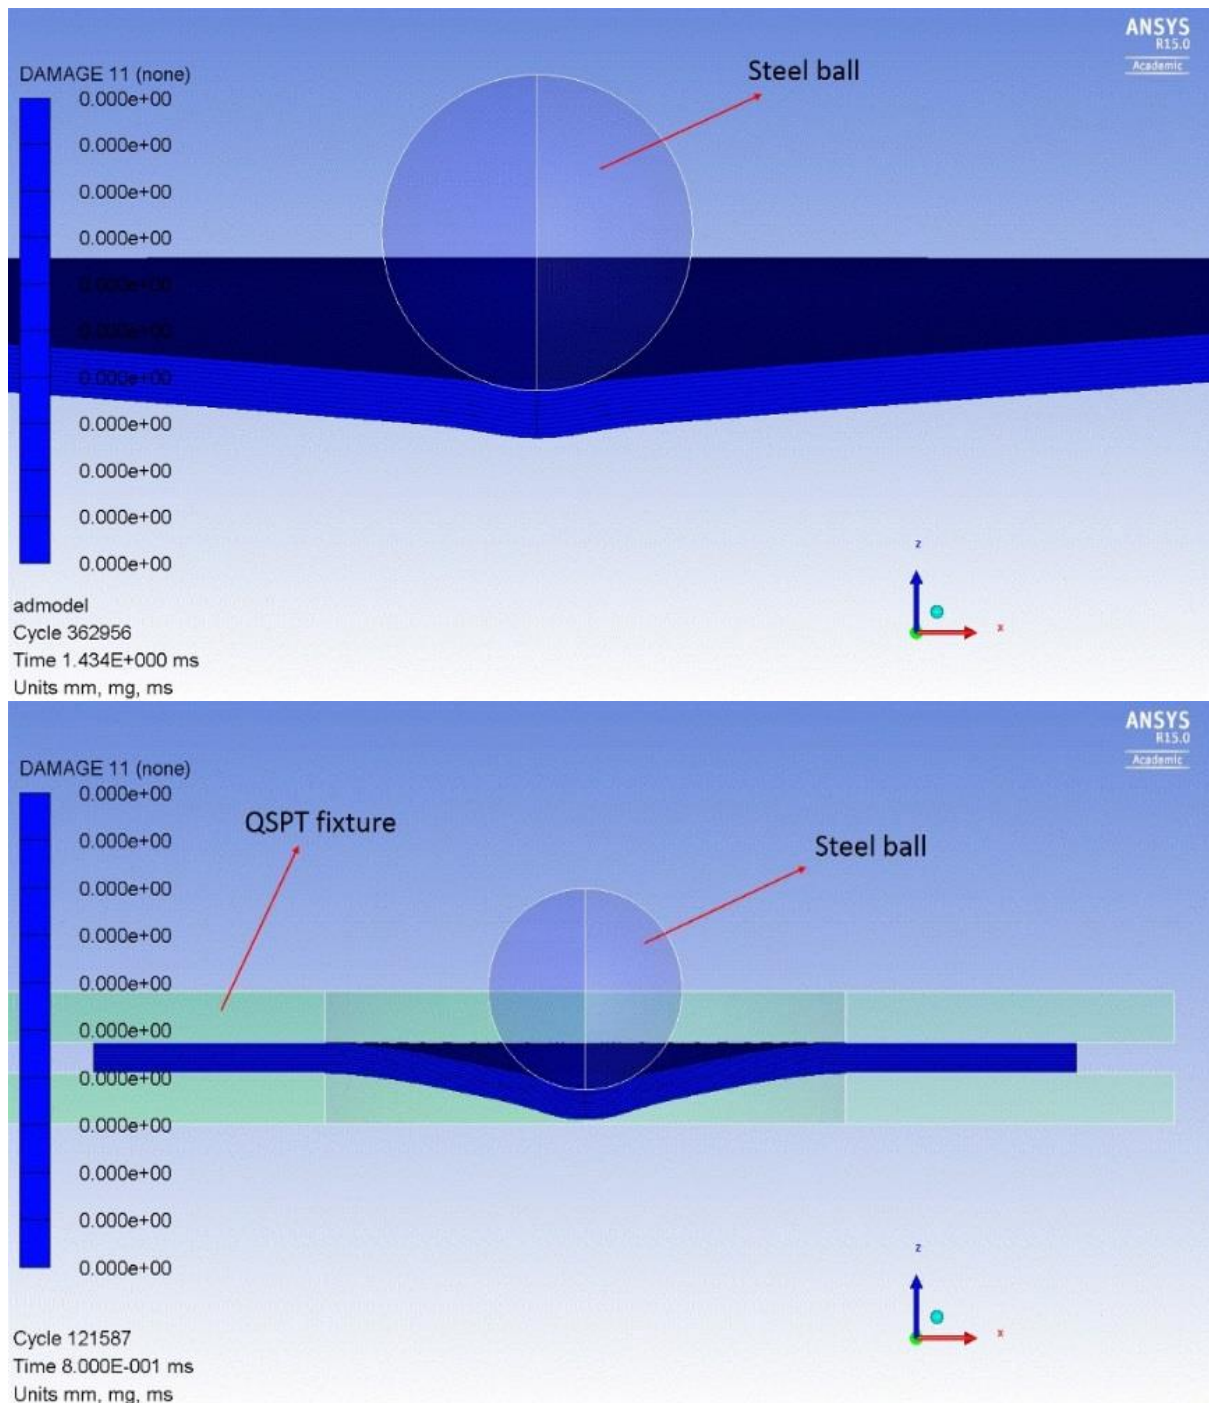 ANSYS
R15.0
Academic
DAMAGE 11 (none)
0.000e+00
0.000e+00
0.000e+00
0.000e+00
0.000e+00
0.000e+00
0.000e+00
0.000e+00
0.000e+00
0.000e+00
0.000e+00
Steel ball
z
x
admodel
Cycle 362956
Time 1.434E+000 ms
Units mm, mg, ms
ANSYS
R15.0
Academic
DAMAGE 11 (none)
0.000e+00
0.000e+00
0.000e+00
0.000e+00
0.000e+00
0.000e+00
0.000e+00
0.000e+00
0.000e+00
0.000e+00
0.000e+00
QSPT fixture
Steel ball
z
x
Cycle 121587
Time 8.000E-001 ms
Units mm, mg, ms